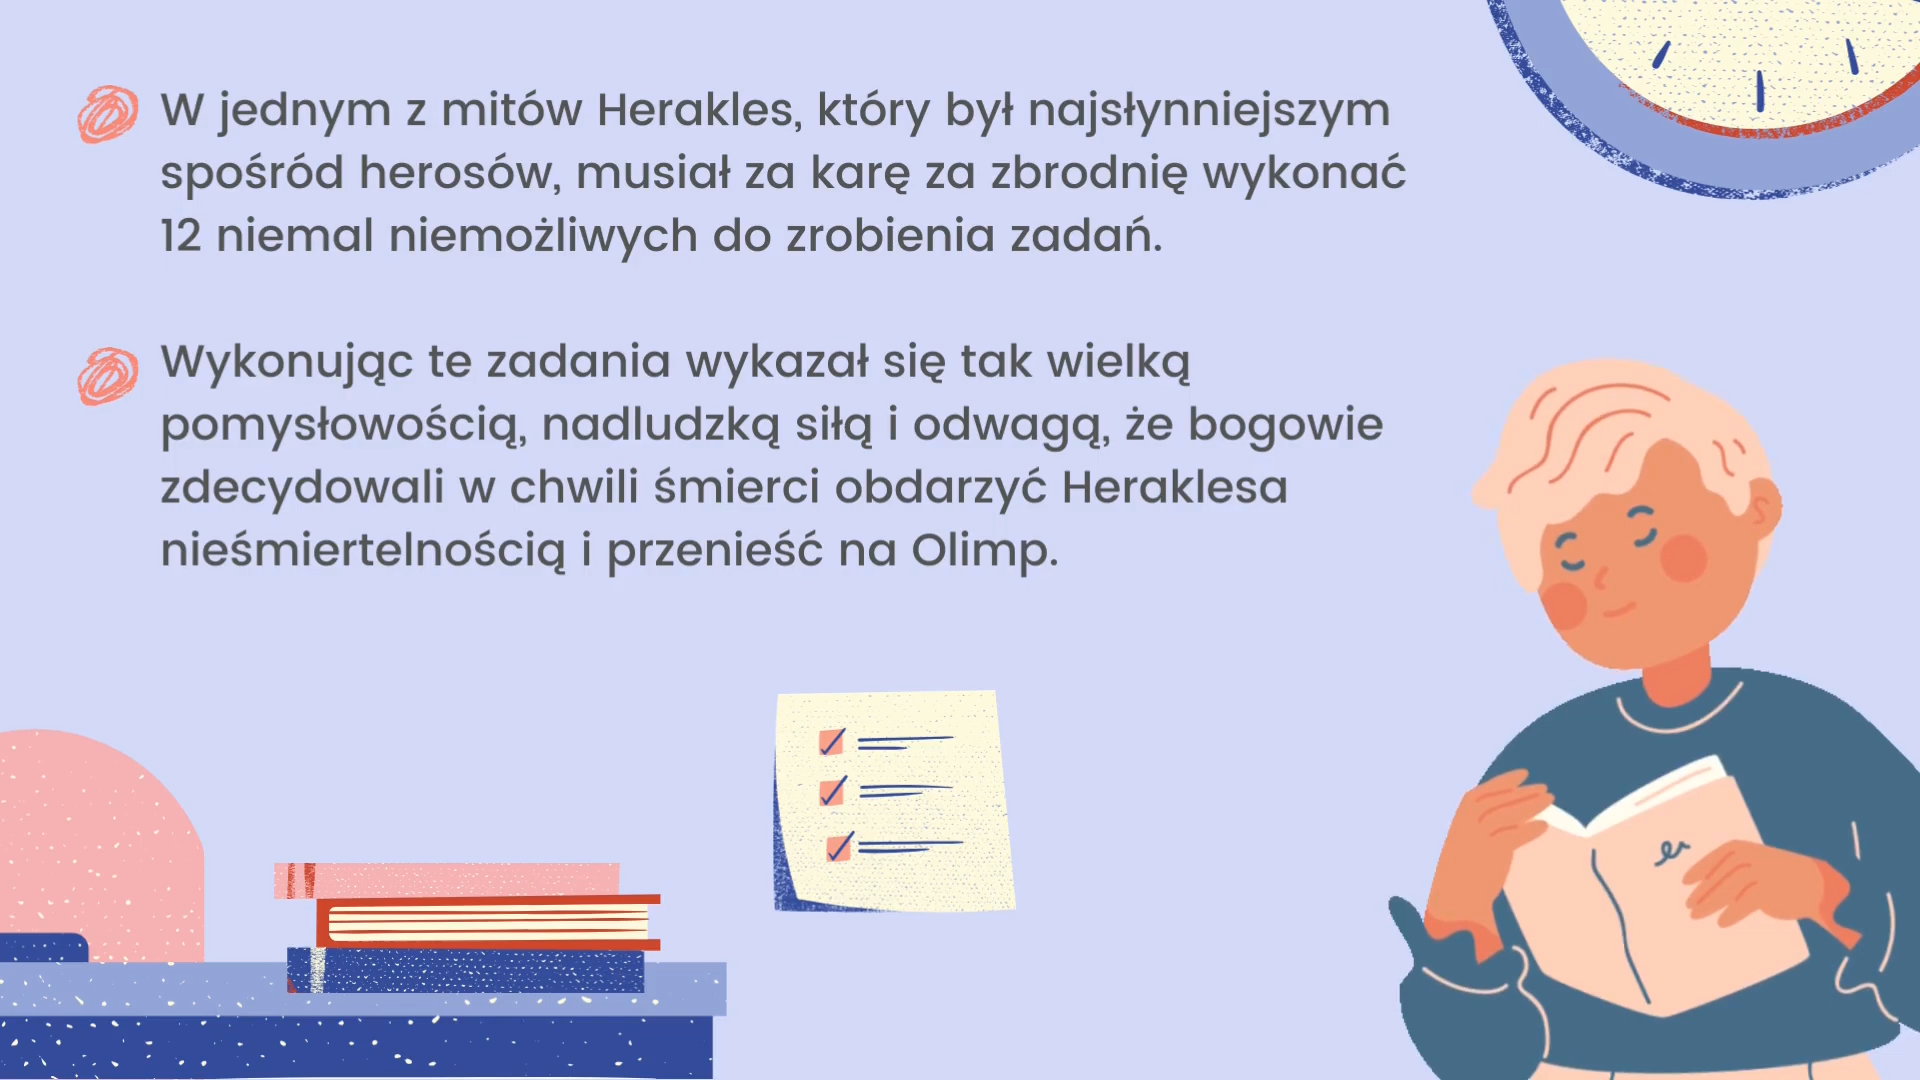 W jednym z mitów Herakles, który był najsłynniejszym
spośród herosów, musiał za karę za zbrodnię wykonać
12 niemal niemożliwych do zrobienia zadań.
Wykonując te zadania wykazał się tak wielką
pomysłowością, nadludzką siłą i odwagą, że bogowie
zdecydowali w chwili śmierci obdarzyć Heraklesa
nieśmiertelnością i przenieść na Olimp.